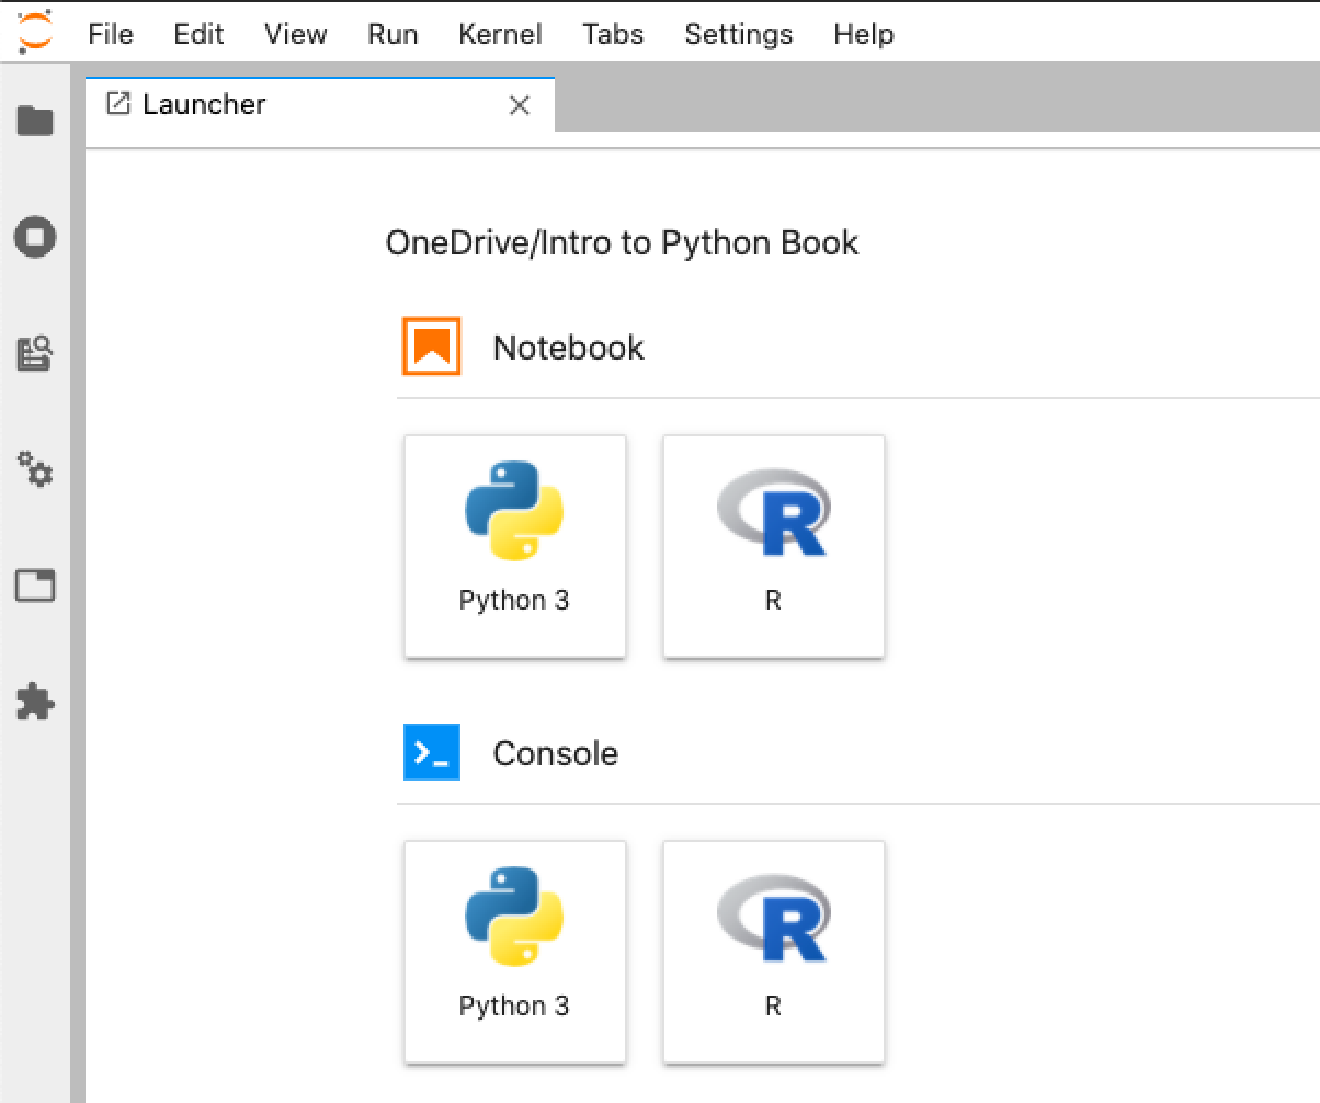 File Edit View Run Kernel Tabs Settings Help
Launcher
OneDrive/Intro to Python Book
Notebook
Python 3 R
Console
Python 3 R